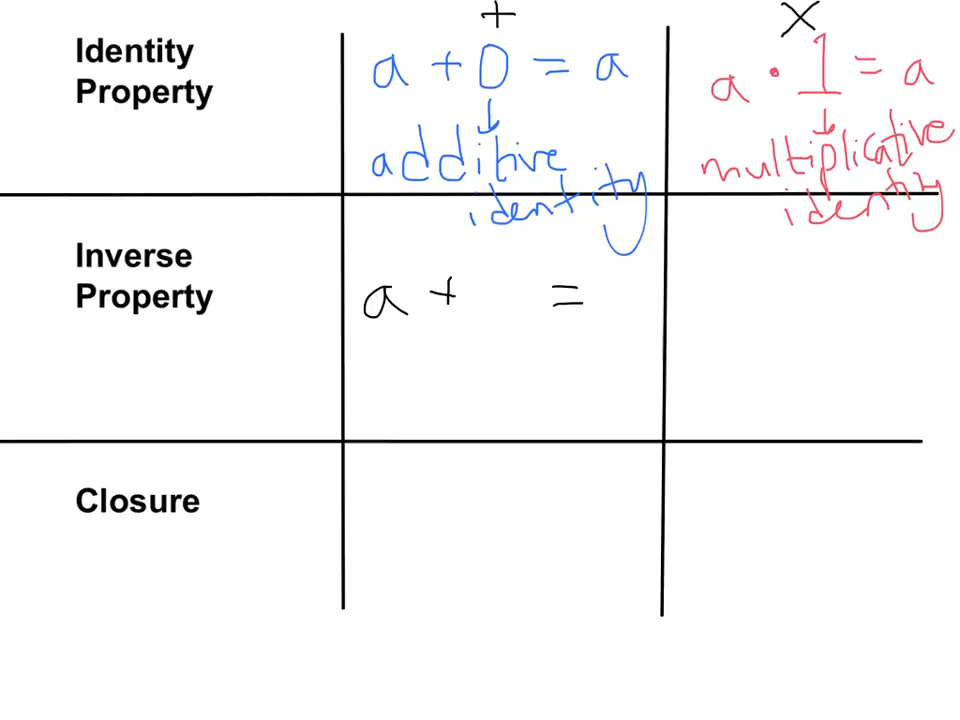 + ×
Identity
Property
a + 0 = a
additive
identity
a · 1 = a
multiplicative
identity
Inverse
Property
a + =
Closure